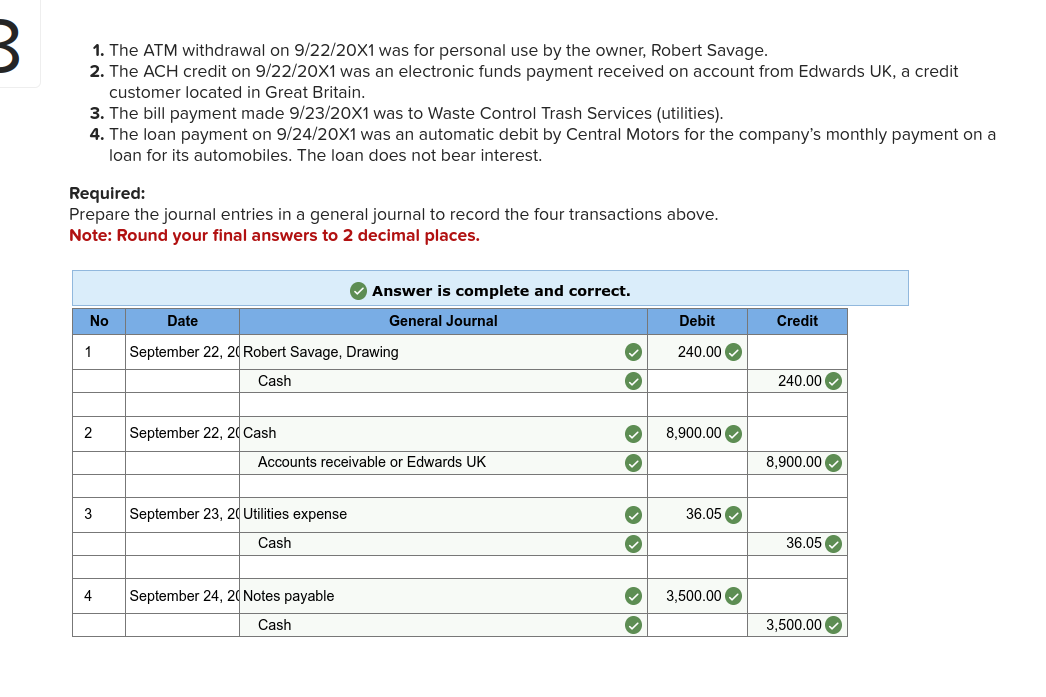 3
1. The ATM withdrawal on 9/22/20X1 was for personal use by the owner, Robert Savage.
2. The ACH credit on 9/22/20X1 was an electronic funds payment received on account from Edwards UK, a credit
customer located in Great Britain.
3. The bill payment made 9/23/20X1 was to Waste Control Trash Services (utilities).
4. The loan payment on 9/24/20X1 was an automatic debit by Central Motors for the company's monthly payment on a
loan for its automobiles. The loan does not bear interest.
Required:
Prepare the journal entries in a general journal to record the four transactions above.
Note: Round your final answers to 2 decimal places.
Answer is complete and correct.
No Date General Journal Debit Credit
1 September 22, 20 Robert Savage, Drawing 240.00
Cash 240.00
2 September 22, 20 Cash 8,900.00
Accounts receivable or Edwards UK 8,900.00
3 September 23, 20 Utilities expense 36.05
Cash 36.05
4 September 24, 20 Notes payable 3,500.00
Cash 3,500.00